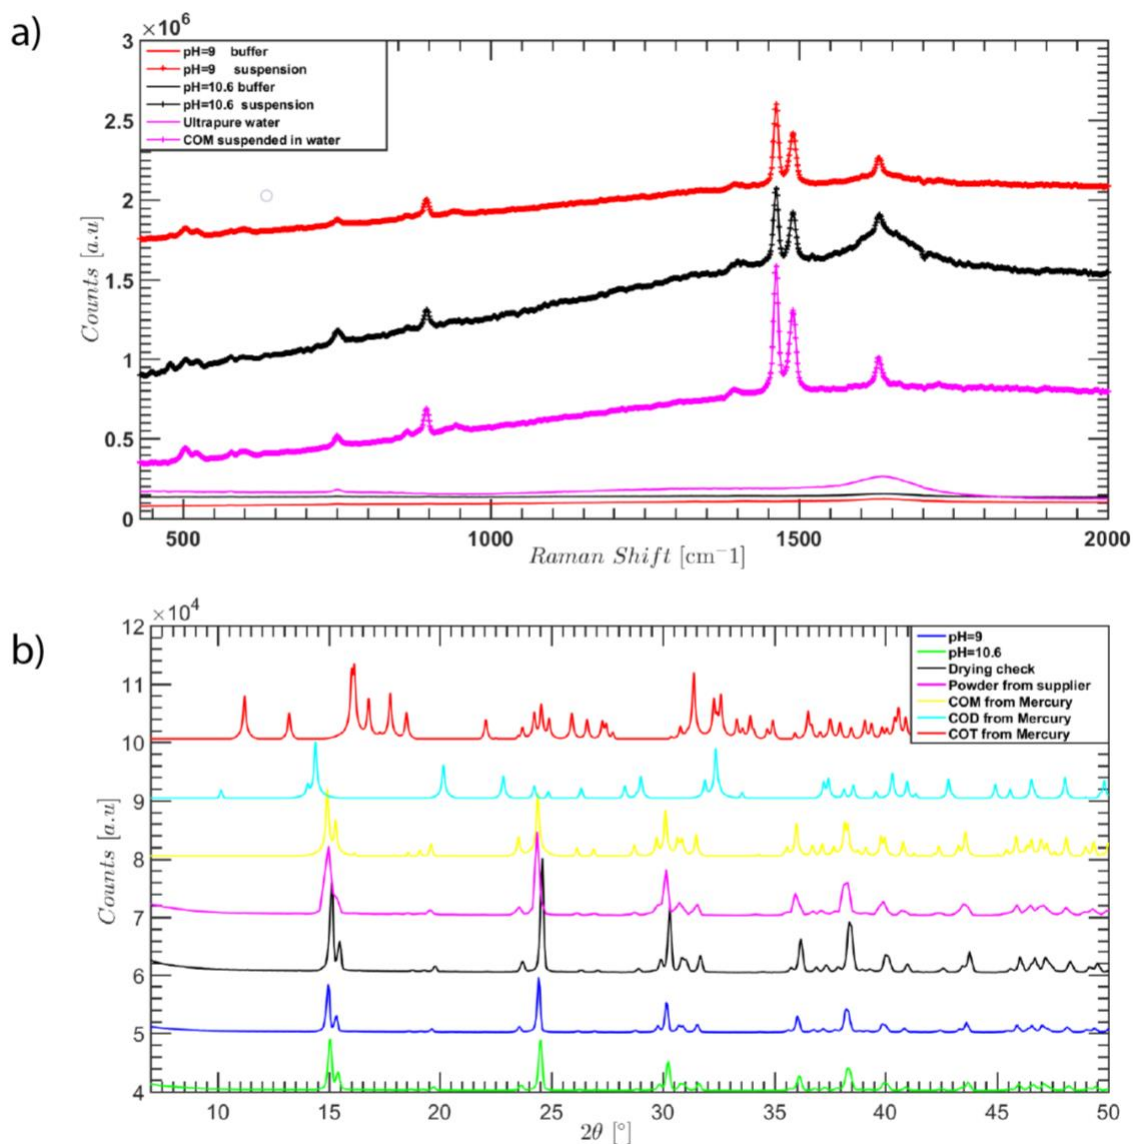 a)
×10⁶
3
2.5
2
1.5
1
0.5
0
pH=9 buffer
pH=9 suspension
pH=10.6 buffer
pH=10.6 suspension
Ultrapure water
COM suspended in water
Counts [a.u]
500 1000 1500 2000
Raman Shift [cm⁻1]
b)
×10⁴
12
11
10
9
8
7
6
5
4
pH=9
pH=10.6
Drying check
Powder from supplier
COM from Mercury
COD from Mercury
COT from Mercury
Counts [a.u]
10 15 20 25 30 35 40 45 50
2θ [°]